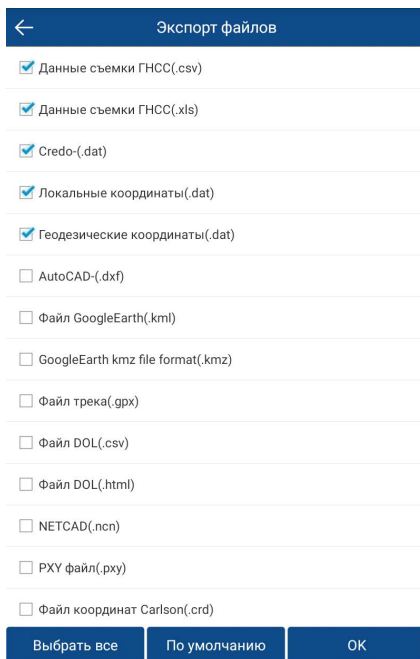 Экспорт файлов
Данные съемки ГНСС(.csv)
Данные съемки ГНСС(.xls)
Credo-(.dat)
Локальные координаты(.dat)
Геодезические координаты(.dat)
AutoCAD-(.dxf)
Файл GoogleEarth(.kml)
GoogleEarth kmz file format(.kmz)
Файл трека(.gpx)
Файл DOL(.csv)
Файл DOL(.html)
NETCAD(.ncn)
PXY файл(.pxy)
Файл координат Carlson(.crd)
Выбрать все По умолчанию OK